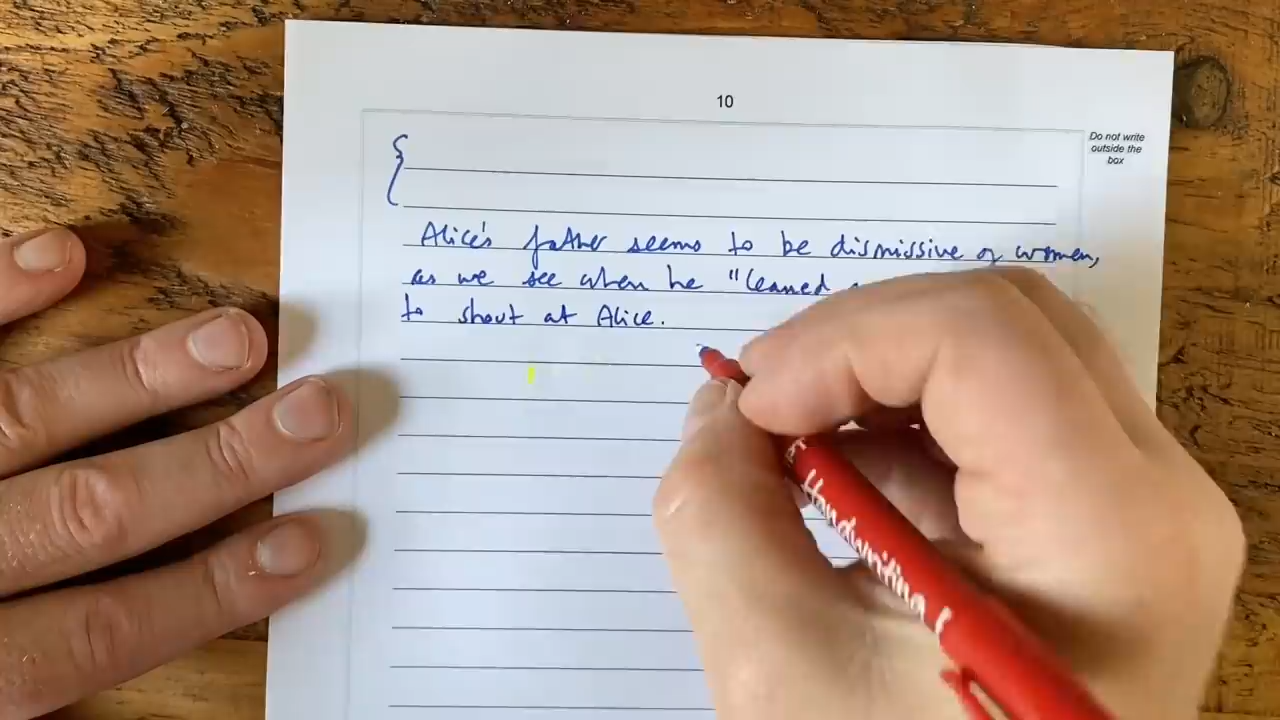 10
Do not write
outside the
box
Alice's father seems to be dismissive of women,
as we see when he "leaned
to shout at Alice.
Handwriting